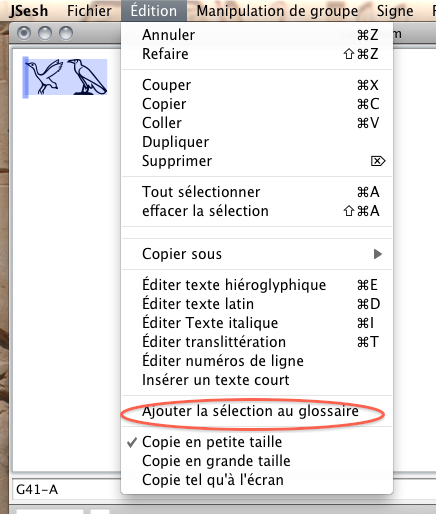 JSesh Fichier Édition Manipulation de groupe Signe
m
Annuler ⌘Z
Refaire ⇧⌘Z
Couper ⌘X
Copier ⌘C
Coller ⌘V
Dupliquer
Supprimer ⌦
Tout sélectionner ⌘A
effacer la sélection ⇧⌘A
Copier sous ▶
Éditer texte hiéroglyphique ⌘E
Éditer texte latin ⌘D
Éditer Texte italique ⌘I
Éditer translittération ⌘T
Éditer numéros de ligne
Insérer un texte court
Ajouter la sélection au glossaire
✓ Copie en petite taille
Copie en grande taille
Copie tel qu'à l'écran
G41-A